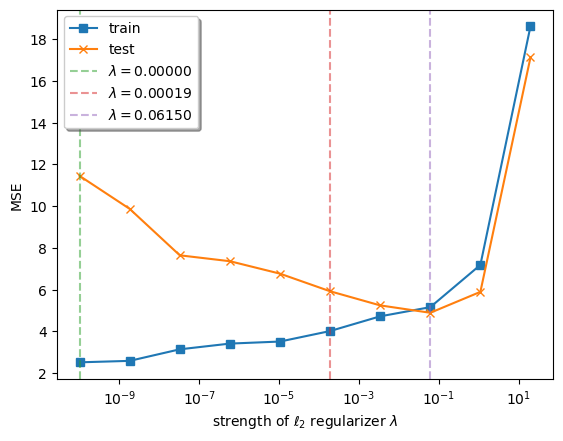 train
test
λ = 0.00000
λ = 0.00019
λ = 0.06150
18
16
14
12
10
8
6
4
2
MSE
10⁻⁹
10⁻⁷
10⁻⁵
10⁻³
10⁻¹
10¹
strength of ℓ₂ regularizer λ